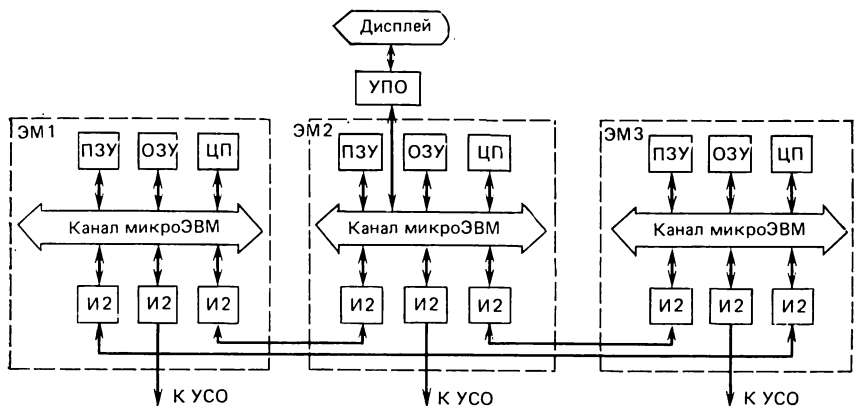 Дисплей
УПО
ЭМ1
ЭМ2
ЭМ3
ПЗУ ОЗУ ЦП
ПЗУ ОЗУ ЦП
ПЗУ ОЗУ ЦП
Канал микроЭВМ
Канал микроЭВМ
Канал микроЭВМ
И2 И2 И2
И2 И2 И2
И2 И2 И2
К УСО
К УСО
К УСО